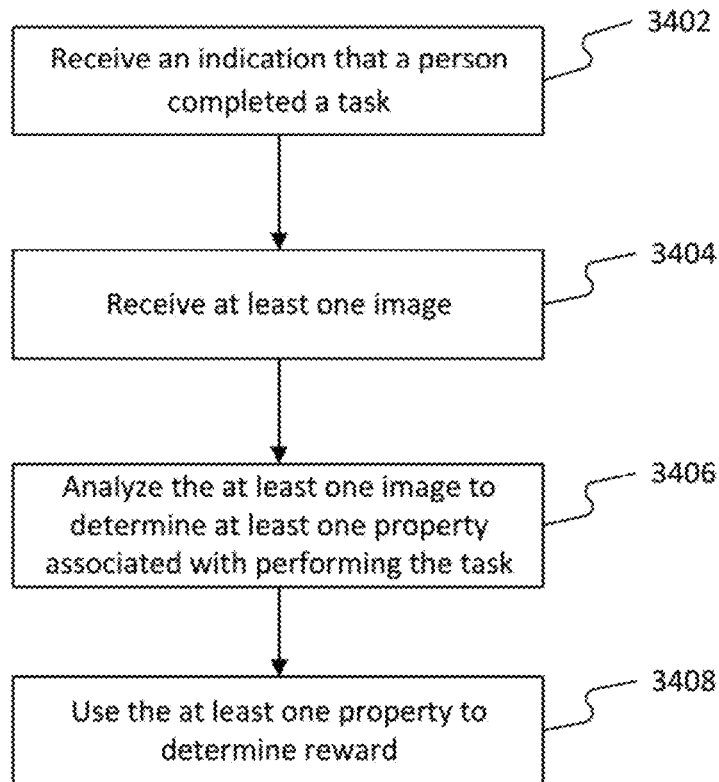 3402
Receive an indication that a person
completed a task
3404
Receive at least one image
3406
Analyze the at least one image to
determine at least one property
associated with performing the task
3408
Use the at least one property to
determine reward